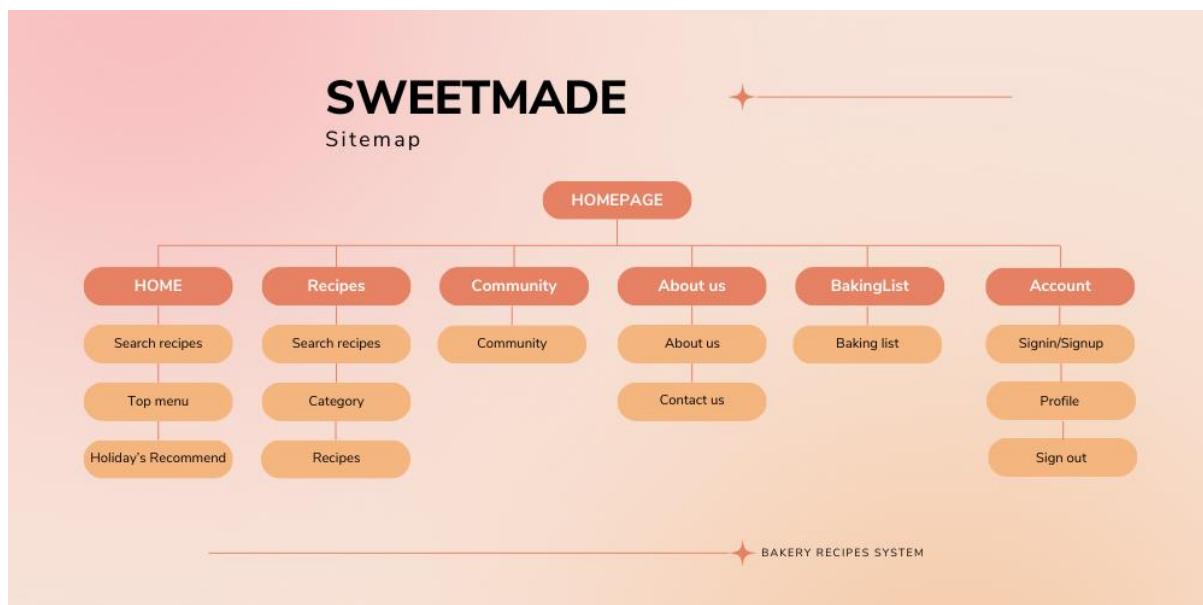 SWEETMADE
Sitemap
HOMEPAGE
HOME
Recipes
Community
About us
BakingList
Account
Search recipes
Search recipes
Community
About us
Baking list
Signin/Signup
Top menu
Category
Contact us
Profile
Holiday's Recommend
Recipes
Sign out
BAKERY RECIPES SYSTEM